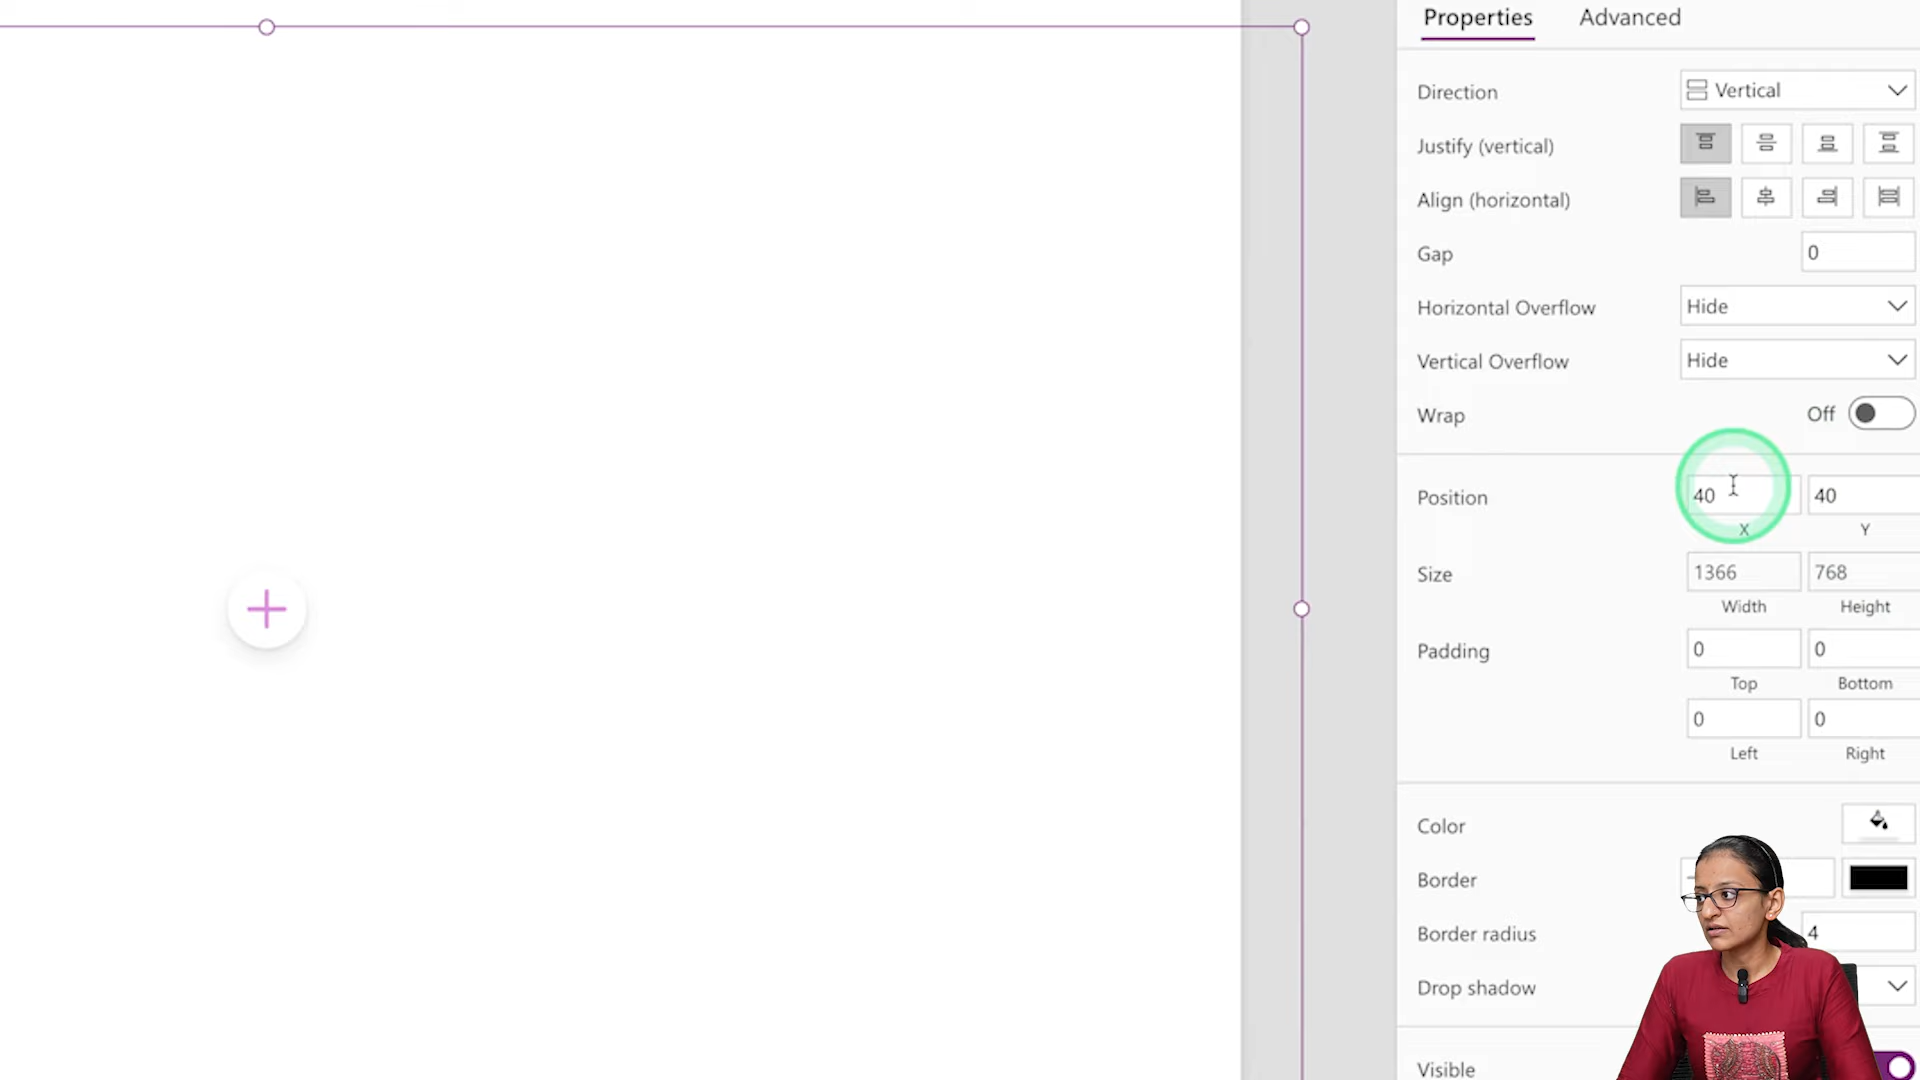 Properties Advanced
Direction Vertical
Justify (vertical)
Align (horizontal)
Gap 0
Horizontal Overflow Hide
Vertical Overflow Hide
Wrap Off
Position 40 40
X Y
Size 1366 768
Width Height
Padding 0 0
Top Bottom
0 0
Left Right
Color
Border
Border radius 4
Drop shadow
Visible